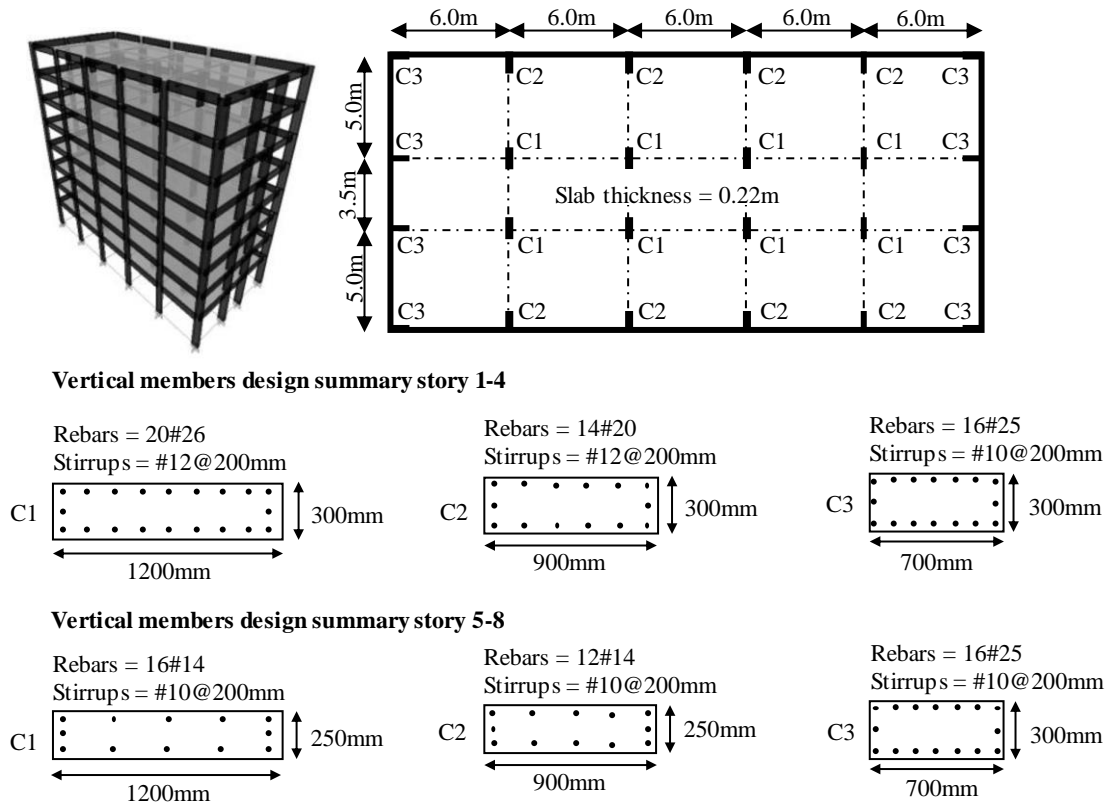 6.0m 6.0m 6.0m 6.0m 6.0m
C3 C2 C2 C2 C2 C3
5.0m
C3 C1 C1 C1 C1 C3
3.5m
Slab thickness = 0.22m
C3 C1 C1 C1 C1 C3
5.0m
C3 C2 C2 C2 C2 C3
Vertical members design summary story 1-4
Rebars = 20#26
Stirrups = #12@200mm
C1
300mm
1200mm
Rebars = 14#20
Stirrups = #12@200mm
C2
300mm
900mm
Rebars = 16#25
Stirrups = #10@200mm
C3
300mm
700mm
Vertical members design summary story 5-8
Rebars = 16#14
Stirrups = #10@200mm
C1
250mm
1200mm
Rebars = 12#14
Stirrups = #10@200mm
C2
250mm
900mm
Rebars = 16#25
Stirrups = #10@200mm
C3
300mm
700mm